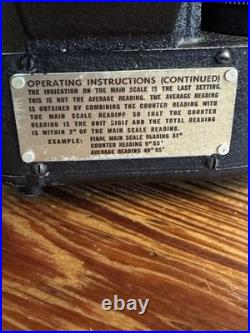 OPERATING INSTRUCTIONS (CONTINUED)
THE INDICATION ON THE MAIN SCALE IS THE LAST SETTING.
THIS IS NOT THE AVERAGE READING. THE AVERAGE READING
IS OBTAINED BY COMBINING THE COUNTER READING WITH
THE MAIN SCALE READING SO THAT THE COUNTER
READING IS THE UNIT DIGIT AND THE TOTAL READING
IS WITHIN 5° OF THE MAIN SCALE READING.
EXAMPLE: FINAL MAIN SCALE READING 51°
COUNTER READING 9° 55'
AVERAGE READING 49° 55'